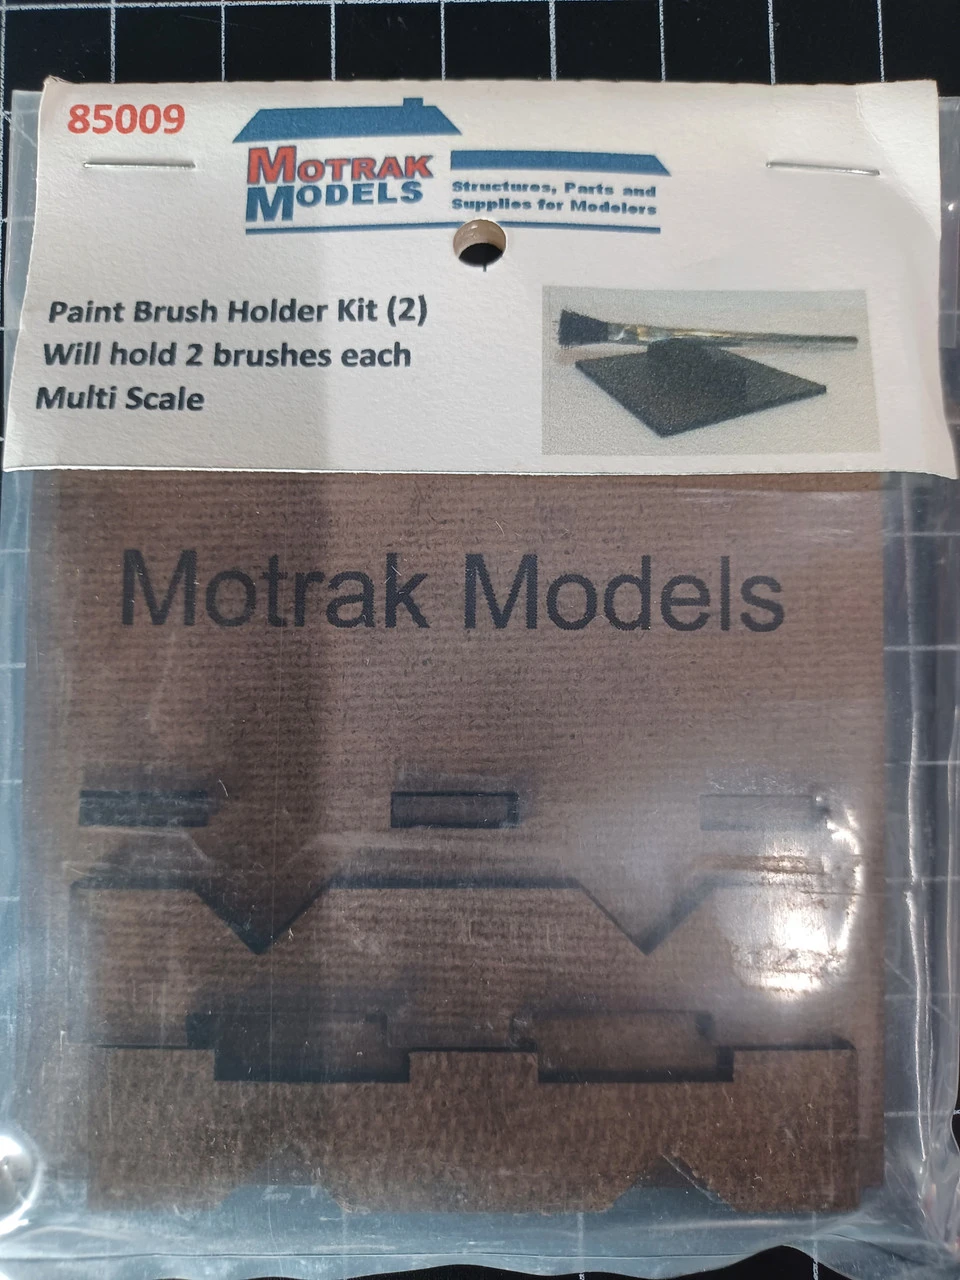 85009
MOTRAK
MODELS
Structures, Parts and
Supplies for Modelers
Paint Brush Holder Kit (2)
Will hold 2 brushes each
Multi Scale
Motrak Models